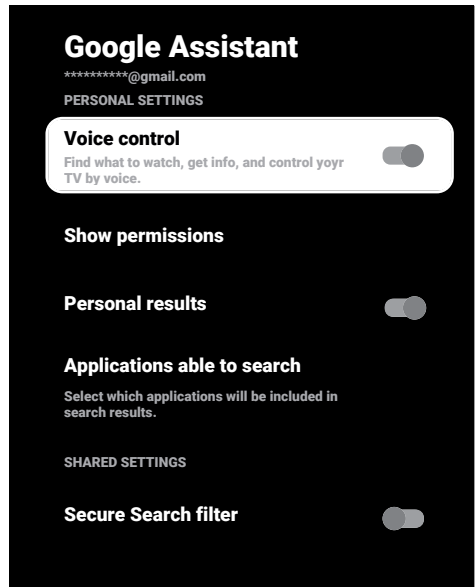 Google Assistant
**********@gmail.com
PERSONAL SETTINGS
Voice control
Find what to watch, get info, and control yoyr
TV by voice.
Show permissions
Personal results
Applications able to search
Select which applications will be included in
search results.
SHARED SETTINGS
Secure Search filter